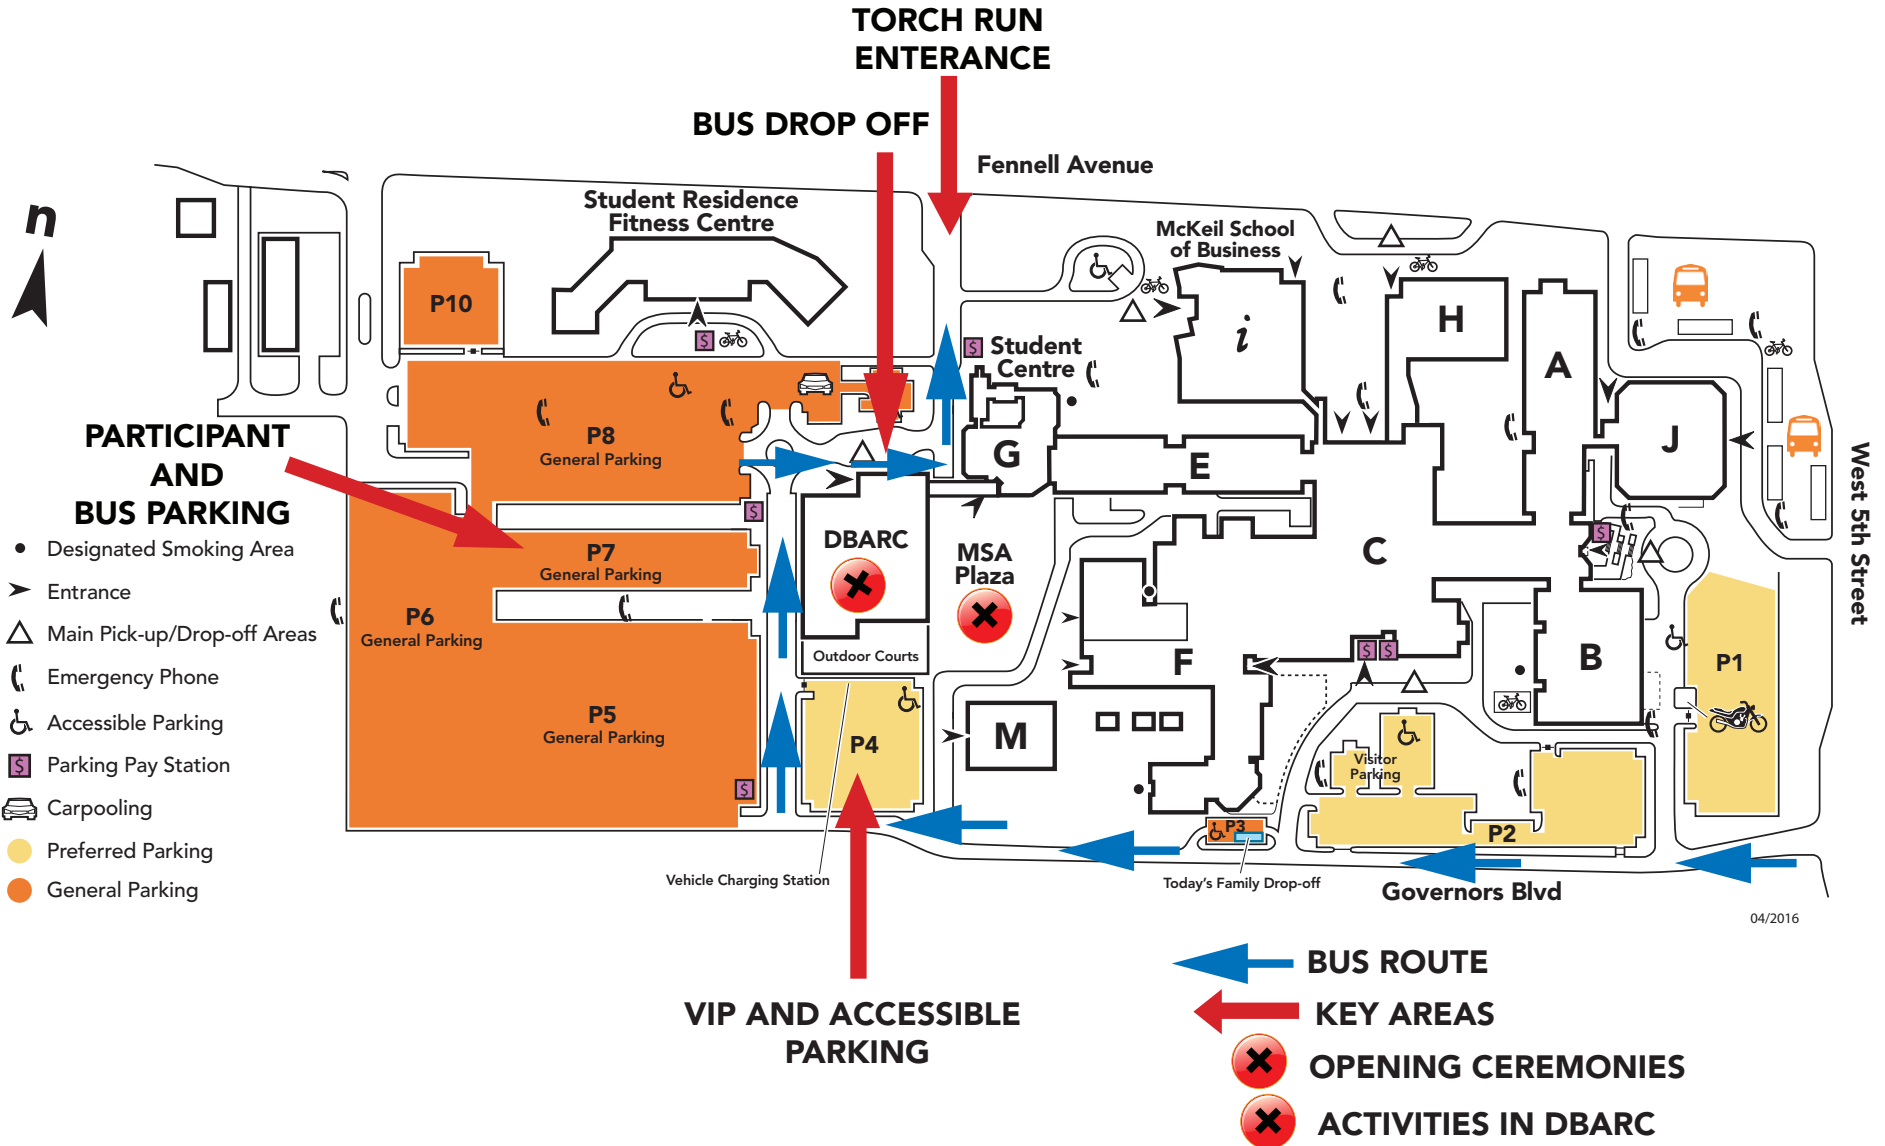 TORCH RUN
ENTERANCE
BUS DROP OFF
Fennell Avenue
n
Student Residence
Fitness Centre
McKeil School
of Business
P10
i
H
A
$
$
Student
Centre
J
PARTICIPANT
AND
BUS PARKING
P8
General Parking
G
E
West 5th Street
$
$
Designated Smoking Area
Entrance
Main Pick-up/Drop-off Areas
Emergency Phone
Accessible Parking
$
Parking Pay Station
Carpooling
Preferred Parking
General Parking
P7
General Parking
DBARC
MSA
Plaza
C
P6
General Parking
Outdoor Courts
F
$ $
B
P1
P5
General Parking
P4
M
Visitor
Parking
$
P3
P2
Vehicle Charging Station
Today's Family Drop-off
Governors Blvd
04/2016
VIP AND ACCESSIBLE
PARKING
BUS ROUTE
KEY AREAS
OPENING CEREMONIES
ACTIVITIES IN DBARC